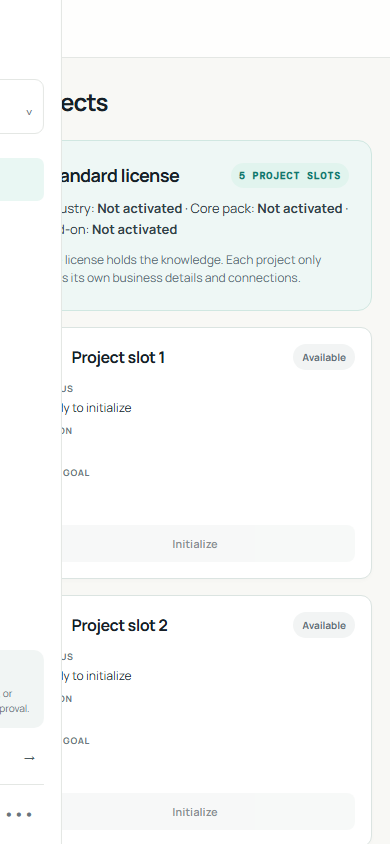 v
ects
andard license
5 PROJECT SLOTS
ustry: Not activated · Core pack: Not activated ·
d-on: Not activated
license holds the knowledge. Each project only
s its own business details and connections.
Project slot 1
Available
US
ly to initialize
ON
GOAL
Initialize
Project slot 2
Available
US
ly to initialize
ON
GOAL
Initialize
or
proval.
→
•••